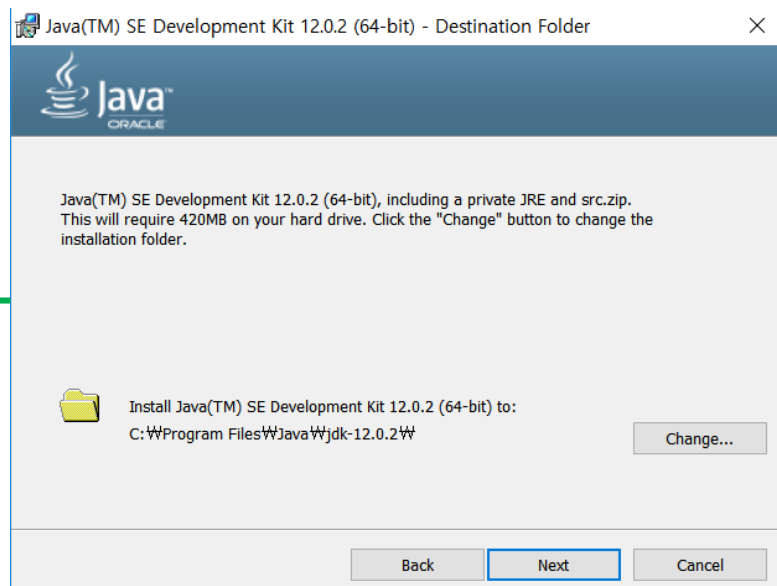 Java(TM) SE Development Kit 12.0.2 (64-bit) - Destination Folder
Java™
ORACLE
Java(TM) SE Development Kit 12.0.2 (64-bit), including a private JRE and src.zip.
This will require 420MB on your hard drive. Click the "Change" button to change the
installation folder.
Install Java(TM) SE Development Kit 12.0.2 (64-bit) to:
C:₩Program Files₩Java₩jdk-12.0.2₩
Change...
Back
Next
Cancel